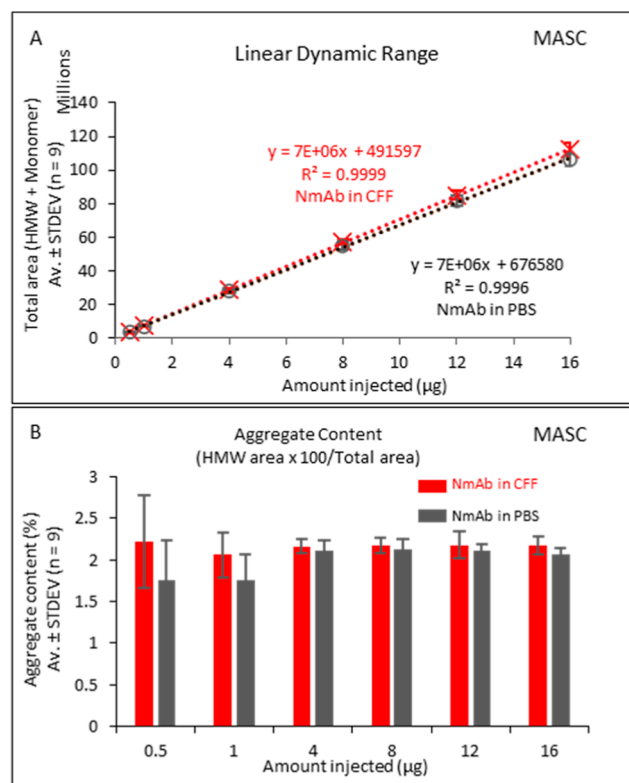 A
MASC
Linear Dynamic Range
Total area (HMW + Monomer)
Av. ± STDEV (n = 9)
Millions
140
120
100
80
60
40
20
0
y = 7E+06x + 491597
R² = 0.9999
NmAb in CFF
y = 7E+06x + 676580
R² = 0.9996
NmAb in PBS
0 2 4 6 8 10 12 14 16
Amount injected (µg)
B
Aggregate Content
(HMW area x 100/Total area)
MASC
NmAb in CFF
NmAb in PBS
Aggregate content (%)
Av. ± STDEV (n = 9)
3
2.5
2
1.5
1
0.5
0
0.5 1 4 8 12 16
Amount injected (µg)